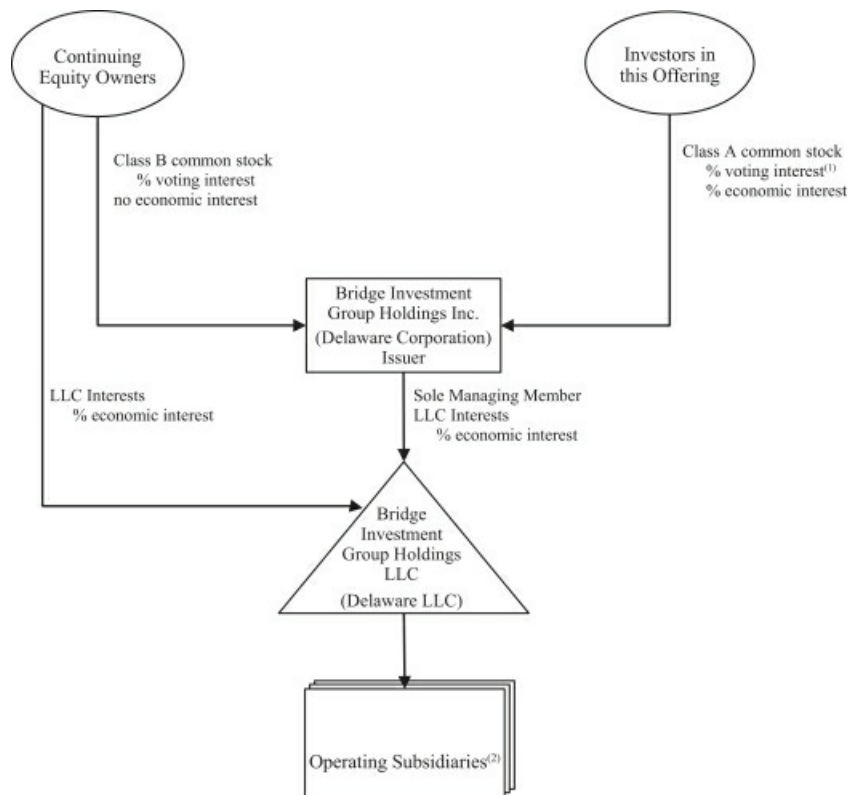 Continuing
Equity Owners
Investors in
this Offering
Class B common stock
% voting interest
no economic interest
Class A common stock
% voting interest(1)
% economic interest
Bridge Investment
Group Holdings Inc.
(Delaware Corporation)
Issuer
LLC Interests
% economic interest
Sole Managing Member
LLC Interests
% economic interest
Bridge
Investment
Group Holdings
LLC
(Delaware LLC)
Operating Subsidiaries(2)